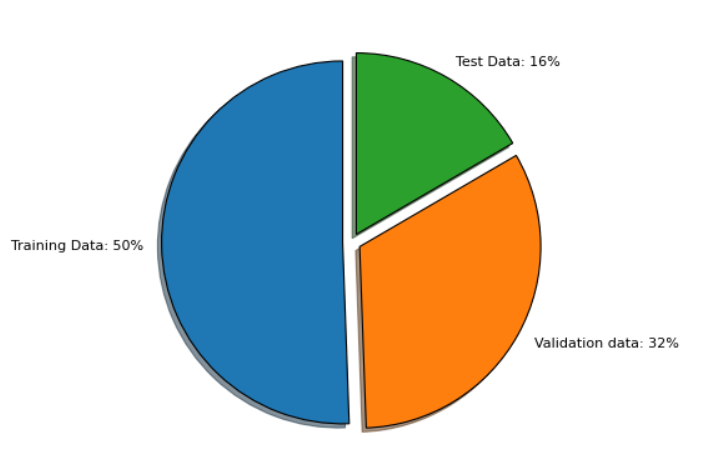 Test Data: 16%
Training Data: 50%
Validation data: 32%